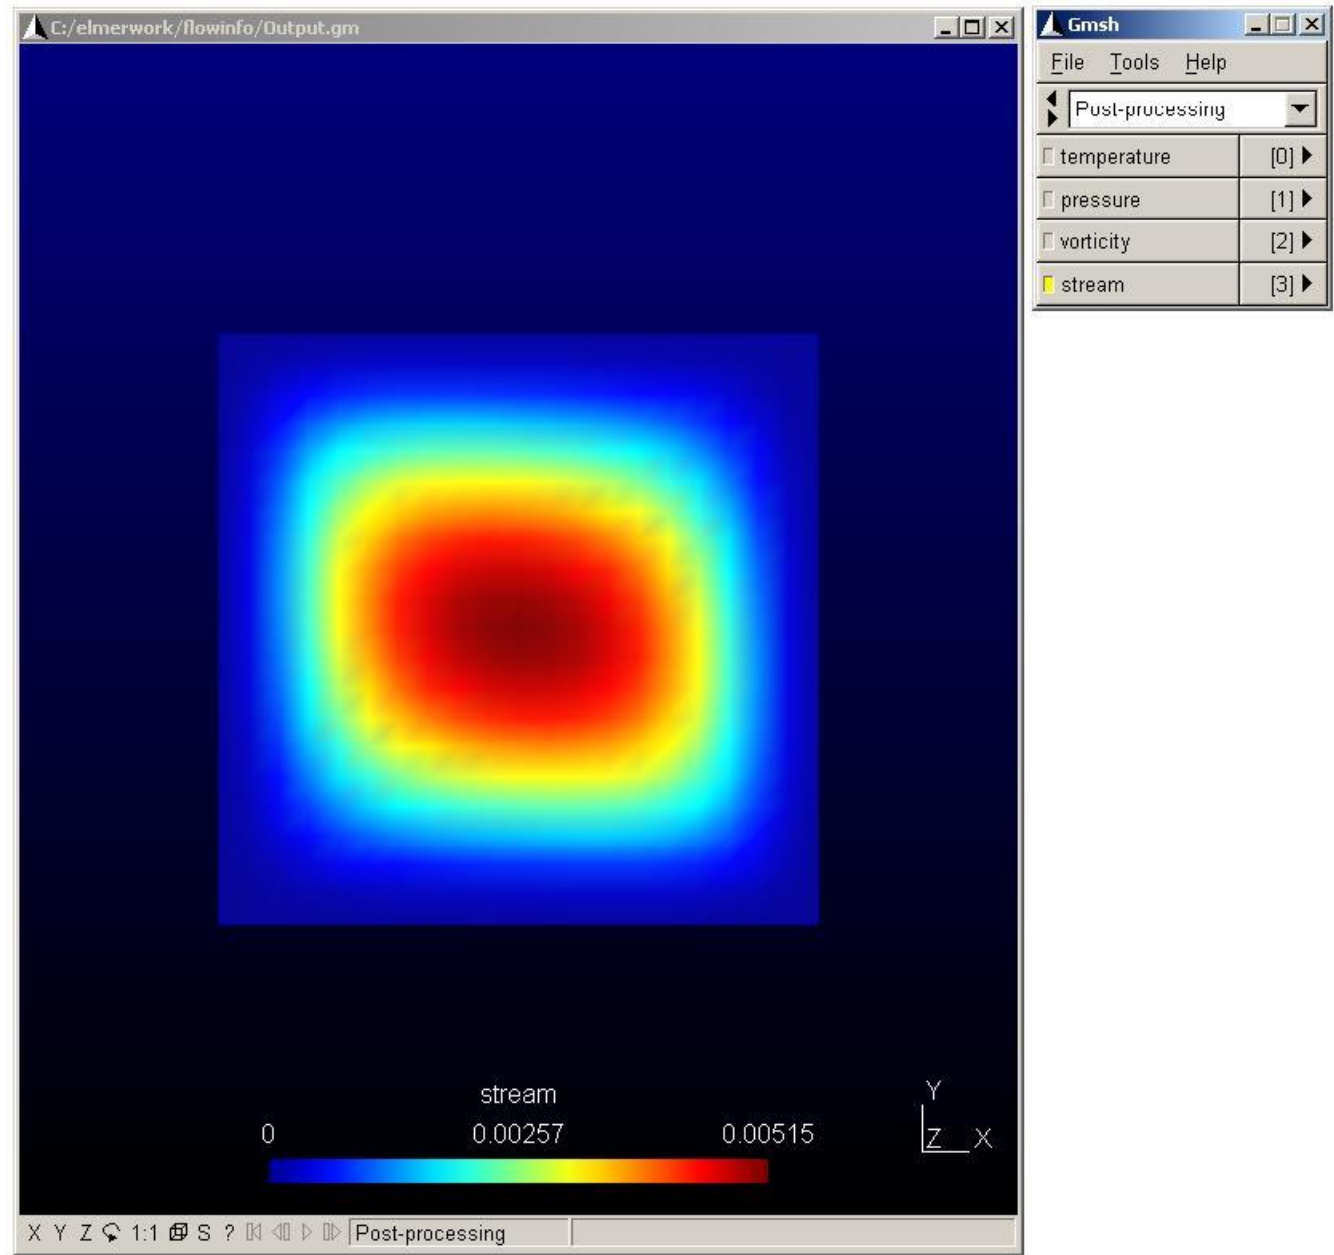 C:/elmerwork/flowinfo/Output.gm
Gmsh
File Tools Help
Post-processing
temperature [0]
pressure [1]
vorticity [2]
stream [3]
stream
0 0.00257 0.00515
Y
Z X
X Y Z 1:1 S ? Post-processing